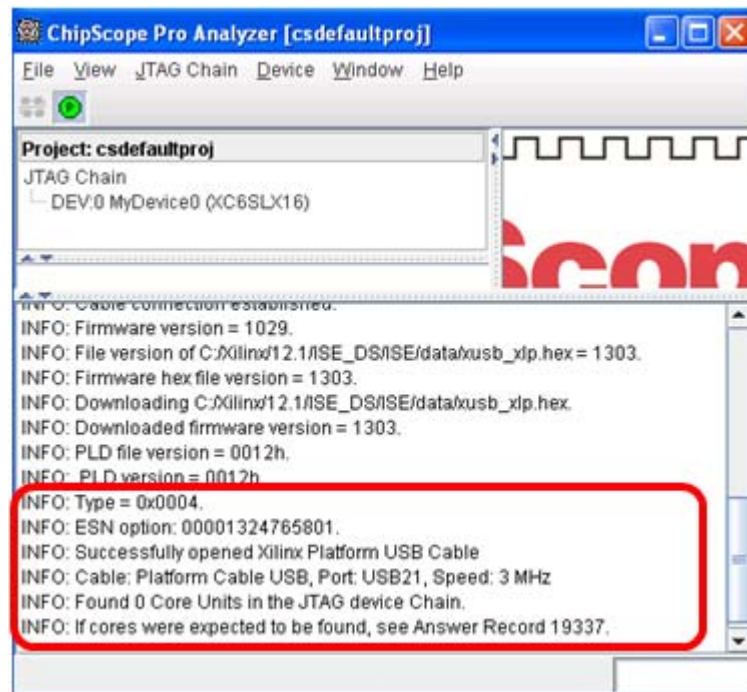 ChipScope Pro Analyzer [csdefaultproj]
File View JTAG Chain Device Window Help
Project: csdefaultproj
JTAG Chain
DEV:0 MyDevice0 (XC6SLX16)
Scop
INFO: Cable connection established.
INFO: Firmware version = 1029.
INFO: File version of C:/Xilinx/12.1/ISE_DS/ISE/data/xusb_xlp.hex = 1303.
INFO: Firmware hex file version = 1303.
INFO: Downloading C:/Xilinx/12.1/ISE_DS/ISE/data/xusb_xlp.hex.
INFO: Downloaded firmware version = 1303.
INFO: PLD file version = 0012h.
INFO: PLD version = 0012h.
INFO: Type = 0x0004.
INFO: ESN option: 00001324765801.
INFO: Successfully opened Xilinx Platform USB Cable
INFO: Cable: Platform Cable USB, Port: USB21, Speed: 3 MHz
INFO: Found 0 Core Units in the JTAG device Chain.
INFO: If cores were expected to be found, see Answer Record 19337.